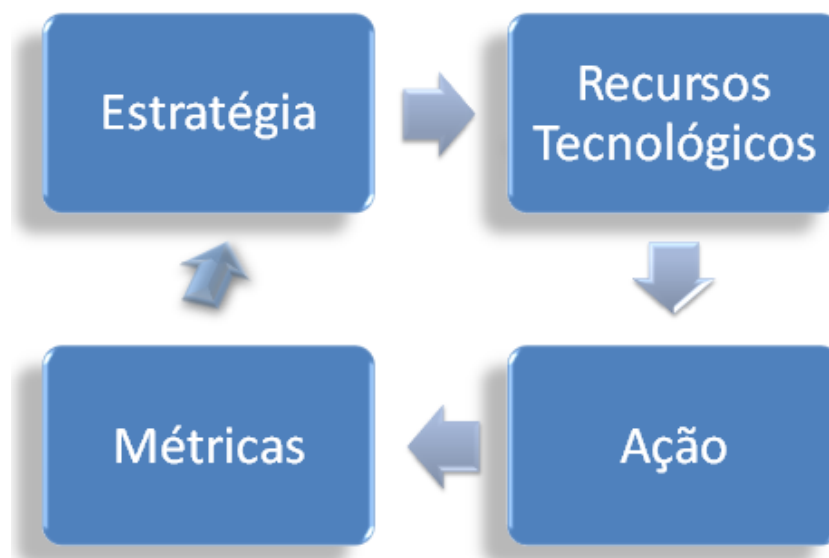 Estratégia
Recursos
Tecnológicos
Métricas
Ação